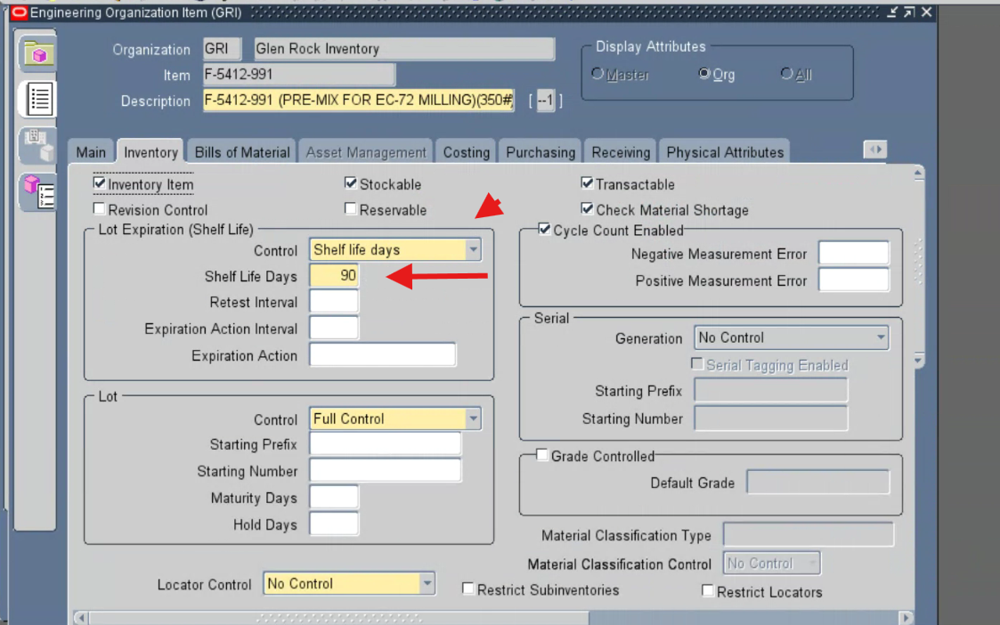 Engineering Organization Item (GRI)
Organization GRI Glen Rock Inventory
Item F-5412-991
Description F-5412-991 (PRE-MIX FOR EC-72 MILLING)(350#) [ --1 ]
Display Attributes
Master Org All
Main Inventory Bills of Material Asset Management Costing Purchasing Receiving Physical Attributes
Inventory Item Stockable Transactable
Revision Control Reservable Check Material Shortage
Lot Expiration (Shelf Life)
Control Shelf life days
Shelf Life Days 90
Retest Interval
Expiration Action Interval
Expiration Action
Lot
Control Full Control
Starting Prefix
Starting Number
Maturity Days
Hold Days
Cycle Count Enabled
Negative Measurement Error
Positive Measurement Error
Serial
Generation No Control
Serial Tagging Enabled
Starting Prefix
Starting Number
Grade Controlled
Default Grade
Material Classification Type
Material Classification Control No Control
Locator Control No Control Restrict Subinventories Restrict Locators